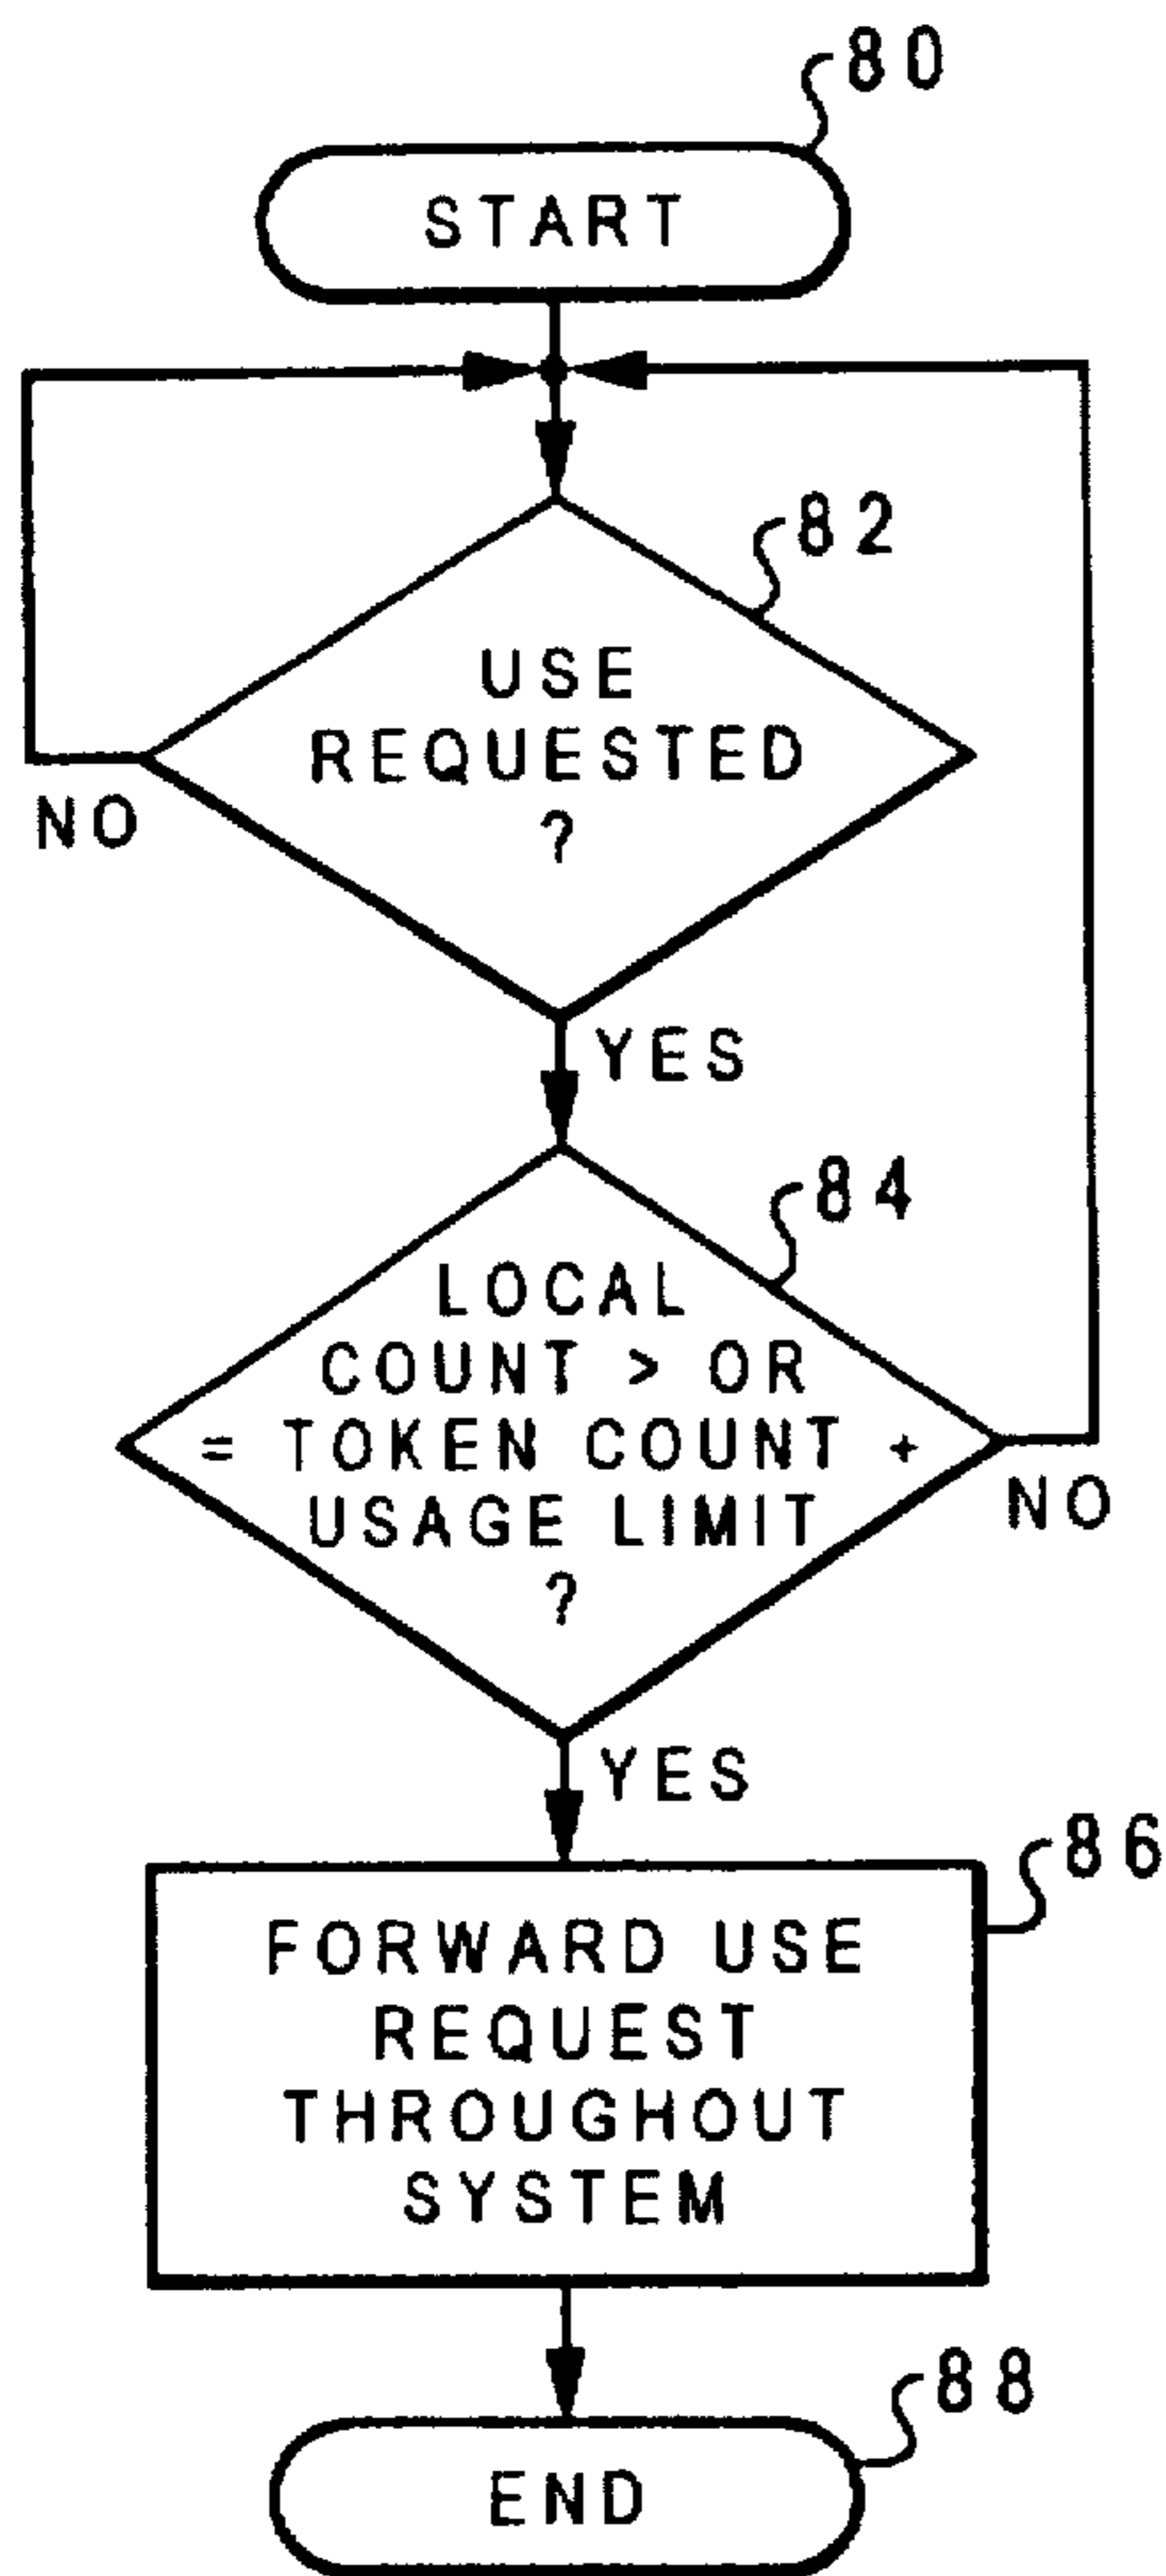 80
START
82
USE
REQUESTED
?
NO
YES
84
LOCAL
COUNT > OR
= TOKEN COUNT +
USAGE LIMIT
?
NO
YES
86
FORWARD USE
REQUEST
THROUGHOUT
SYSTEM
88
END